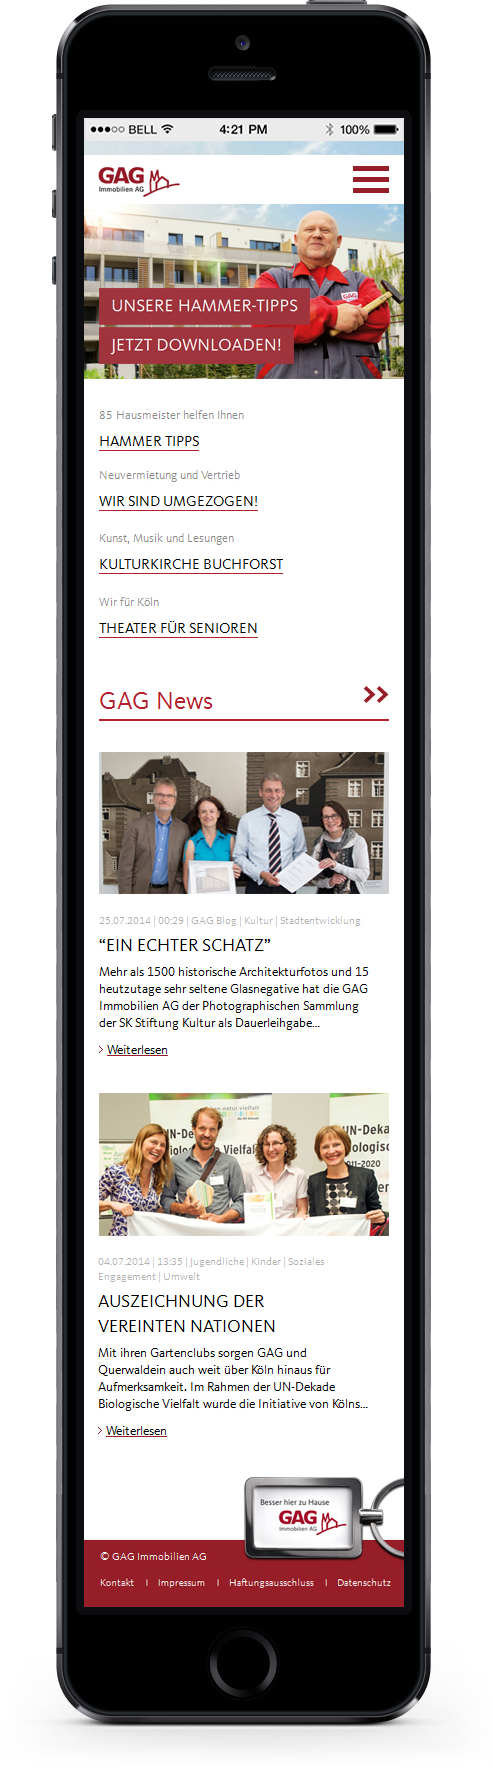 BELL 4:21 PM 100%
GAG
Immobilien AG
GAG
UNSERE HAMMER-TIPPS
JETZT DOWNLOADEN!
85 Hausmeister helfen Ihnen
HAMMER TIPPS
Neuvermietung und Vertrieb
WIR SIND UMGEZOGEN!
Kunst, Musik und Lesungen
KULTURKIRCHE BUCHFORST
Wir für Köln
THEATER FÜR SENIOREN
GAG News
25.07.2014 | 00:29 | GAG Blog | Kultur | Stadtentwicklung
“EIN ECHTER SCHATZ”
Mehr als 1500 historische Architekturfotos und 15
heutzutage sehr seltene Glasnegative hat die GAG
Immobilien AG der Photographischen Sammlung
der SK Stiftung Kultur als Dauerleihgabe...
> Weiterlesen
UN-Dekade
Biologische Vielfalt
04.07.2014 | 13:35 | Jugendliche | Kinder | Soziales
Engagement | Umwelt
AUSZEICHNUNG DER
VEREINTEN NATIONEN
Mit ihren Gartenclubs sorgen GAG und
Querwaldein auch weit über Köln hinaus für
Aufmerksamkeit. Im Rahmen der UN-Dekade
Biologische Vielfalt wurde die Initiative von Kölns...
> Weiterlesen
Besser hier zu Hause
GAG
Immobilien AG
© GAG Immobilien AG
Kontakt | Impressum | Haftungsausschluss | Datenschutz